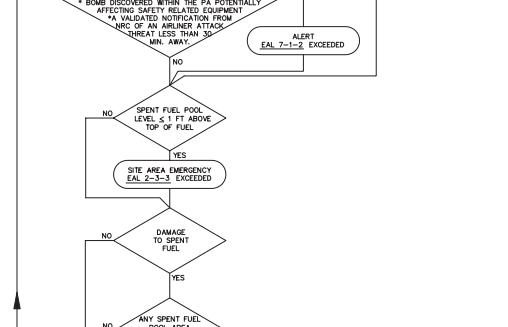 * BOMB DISCOVERED WITHIN THE PA POTENTIALLY
AFFECTING SAFETY RELATED EQUIPMENT
*A VALIDATED NOTIFICATION FROM
NRC OF AN AIRLINER ATTACK
THREAT LESS THAN 30
MIN. AWAY.
ALERT
EAL 7-1-2 EXCEEDED
NO
SPENT FUEL POOL
LEVEL ≤ 1 FT ABOVE
TOP OF FUEL
NO
YES
SITE AREA EMERGENCY
EAL 2-3-3 EXCEEDED
DAMAGE
TO SPENT
FUEL
NO
YES
ANY SPENT FUEL
POOL AREA
NO